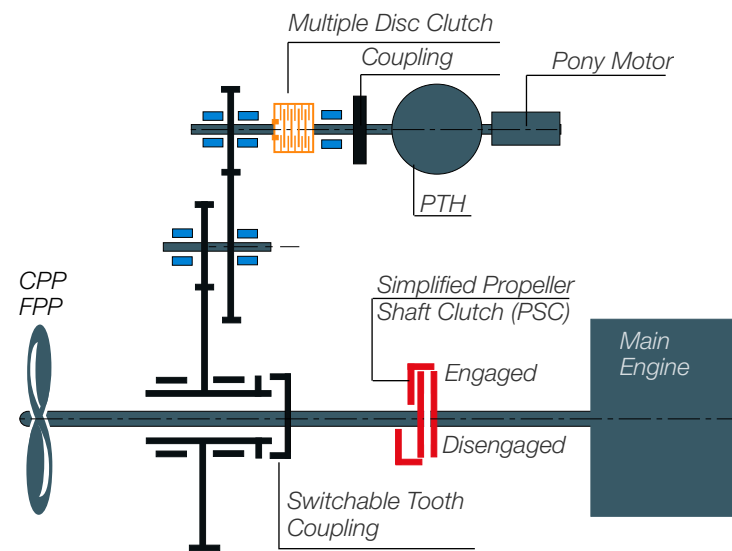 Multiple Disc Clutch
Coupling
Pony Motor
PTH
CPP
FPP
Simplified Propeller
Shaft Clutch (PSC)
Main
Engine
Engaged
Disengaged
Switchable Tooth
Coupling